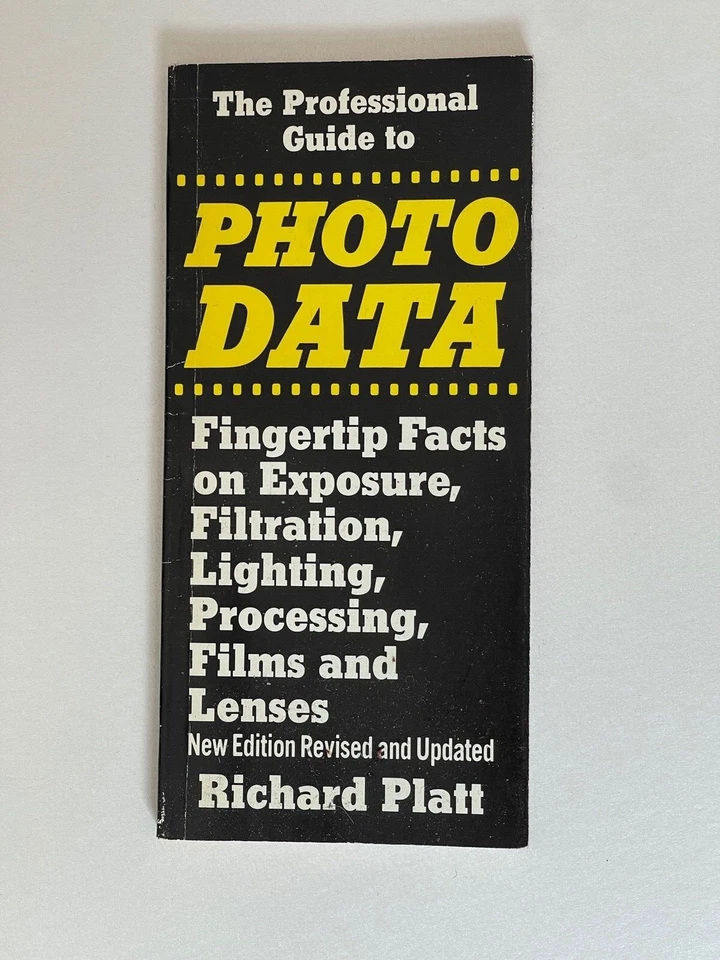 The Professional
Guide to
PHOTO
DATA
Fingertip Facts
on Exposure,
Filtration,
Lighting,
Processing,
Films and
Lenses
New Edition Revised and Updated
Richard Platt